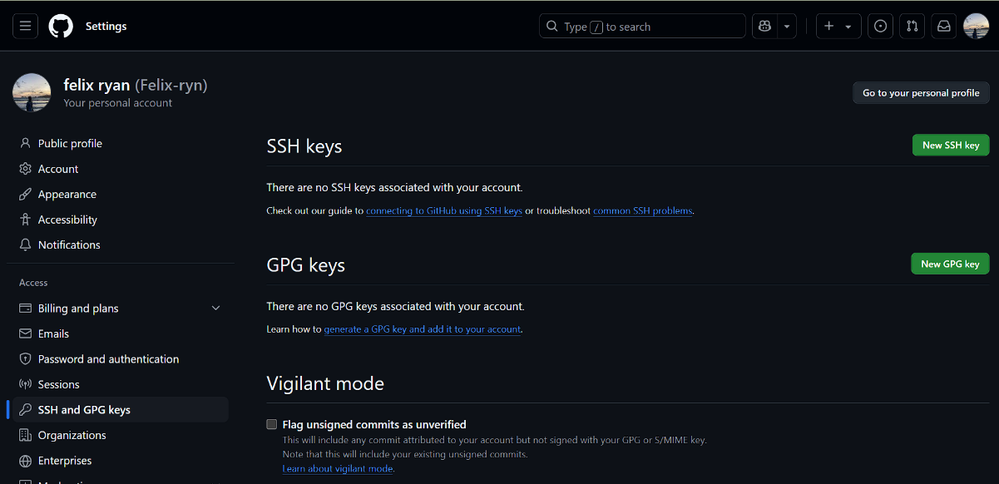 Settings
Type / to search
felix ryan (Felix-ryn)
Your personal account
Go to your personal profile
Public profile
Account
Appearance
Accessibility
Notifications
Access
Billing and plans
Emails
Password and authentication
Sessions
SSH and GPG keys
Organizations
Enterprises
SSH keys
New SSH key
There are no SSH keys associated with your account.
Check out our guide to connecting to GitHub using SSH keys or troubleshoot common SSH problems.
GPG keys
New GPG key
There are no GPG keys associated with your account.
Learn how to generate a GPG key and add it to your account.
Vigilant mode
Flag unsigned commits as unverified
This will include any commit attributed to your account but not signed with your GPG or S/MIME key.
Note that this will include your existing unsigned commits.
Learn about vigilant mode.